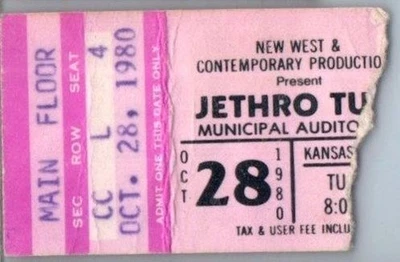 MAIN FLOOR
SEC ROW SEAT
CC L 4
OCT. 28, 1980
ADMIT ONE THIS DATE ONLY
NEW WEST &
CONTEMPORARY PRODUCTIO
Present
JETHRO TU
MUNICIPAL AUDITO
OCT 28 1980
KANSAS
TU
8:0
TAX & USER FEE INCLU